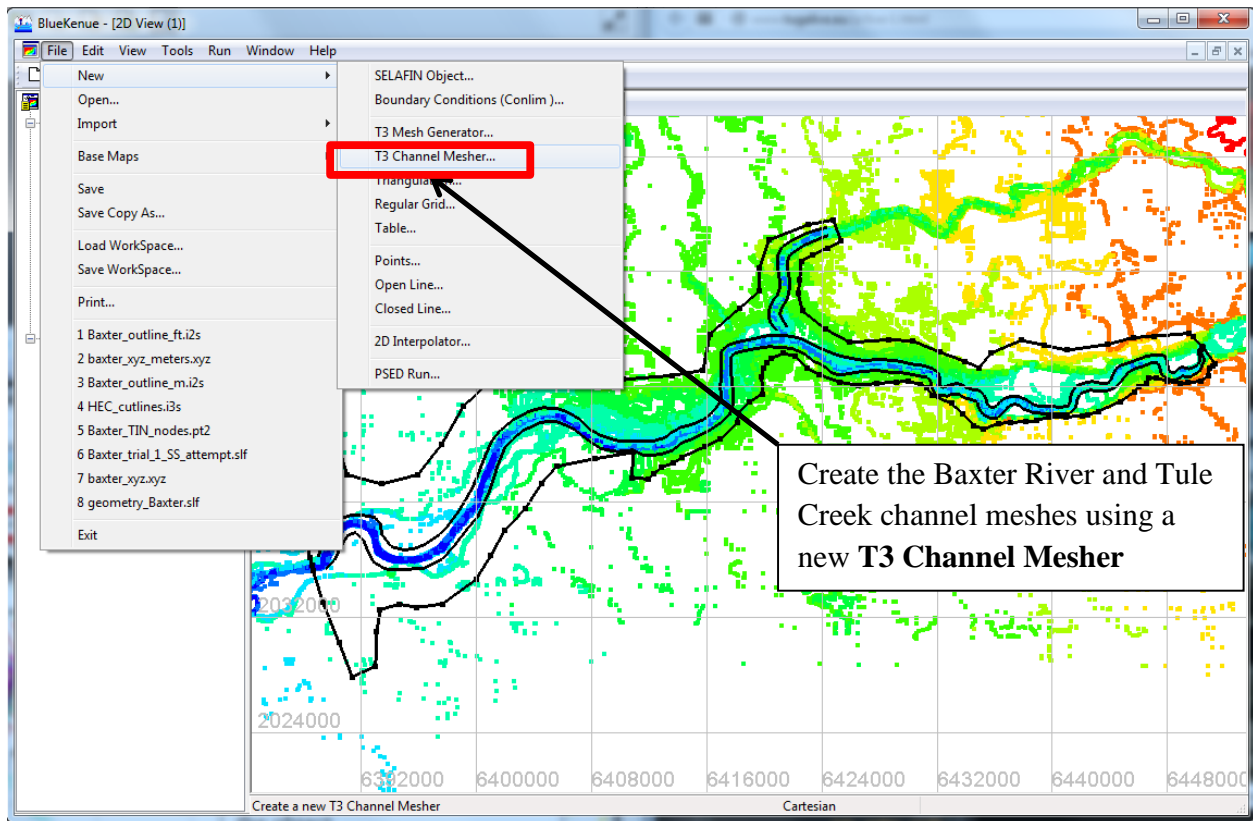 BlueKenue - [2D View (1)]
File Edit View Tools Run Window Help
New
Open...
Import
Base Maps
Save
Save Copy As...
Load WorkSpace...
Save WorkSpace...
Print...
1 Baxter_outline_ft.i2s
2 baxter_xyz_meters.xyz
3 Baxter_outline_m.i2s
4 HEC_cutlines.i3s
5 Baxter_TIN_nodes.pt2
6 Baxter_trial_1_SS_attempt.slf
7 baxter_xyz.xyz
8 geometry_Baxter.slf
Exit
SELAFIN Object...
Boundary Conditions (Conlim )...
T3 Mesh Generator...
T3 Channel Mesher...
Regular Grid...
Table...
Points...
Open Line...
Closed Line...
2D Interpolator...
PSED Run...
Create the Baxter River and Tule
Creek channel meshes using a
new T3 Channel Mesher
2032000
2024000
6392000 6400000 6408000 6416000 6424000 6432000 6440000 6448000
Create a new T3 Channel Mesher
Cartesian